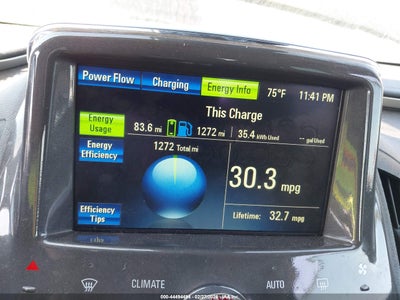 Power Flow Charging Energy Info 75°F 11:41 PM
This Charge
Energy Usage 83.6 mi 1272 mi 35.4 kWh Used -- gal Used
Energy Efficiency 1272 Total mi
30.3 mpg
Efficiency Tips Lifetime: 32.7 mpg
CLIMATE AUTO